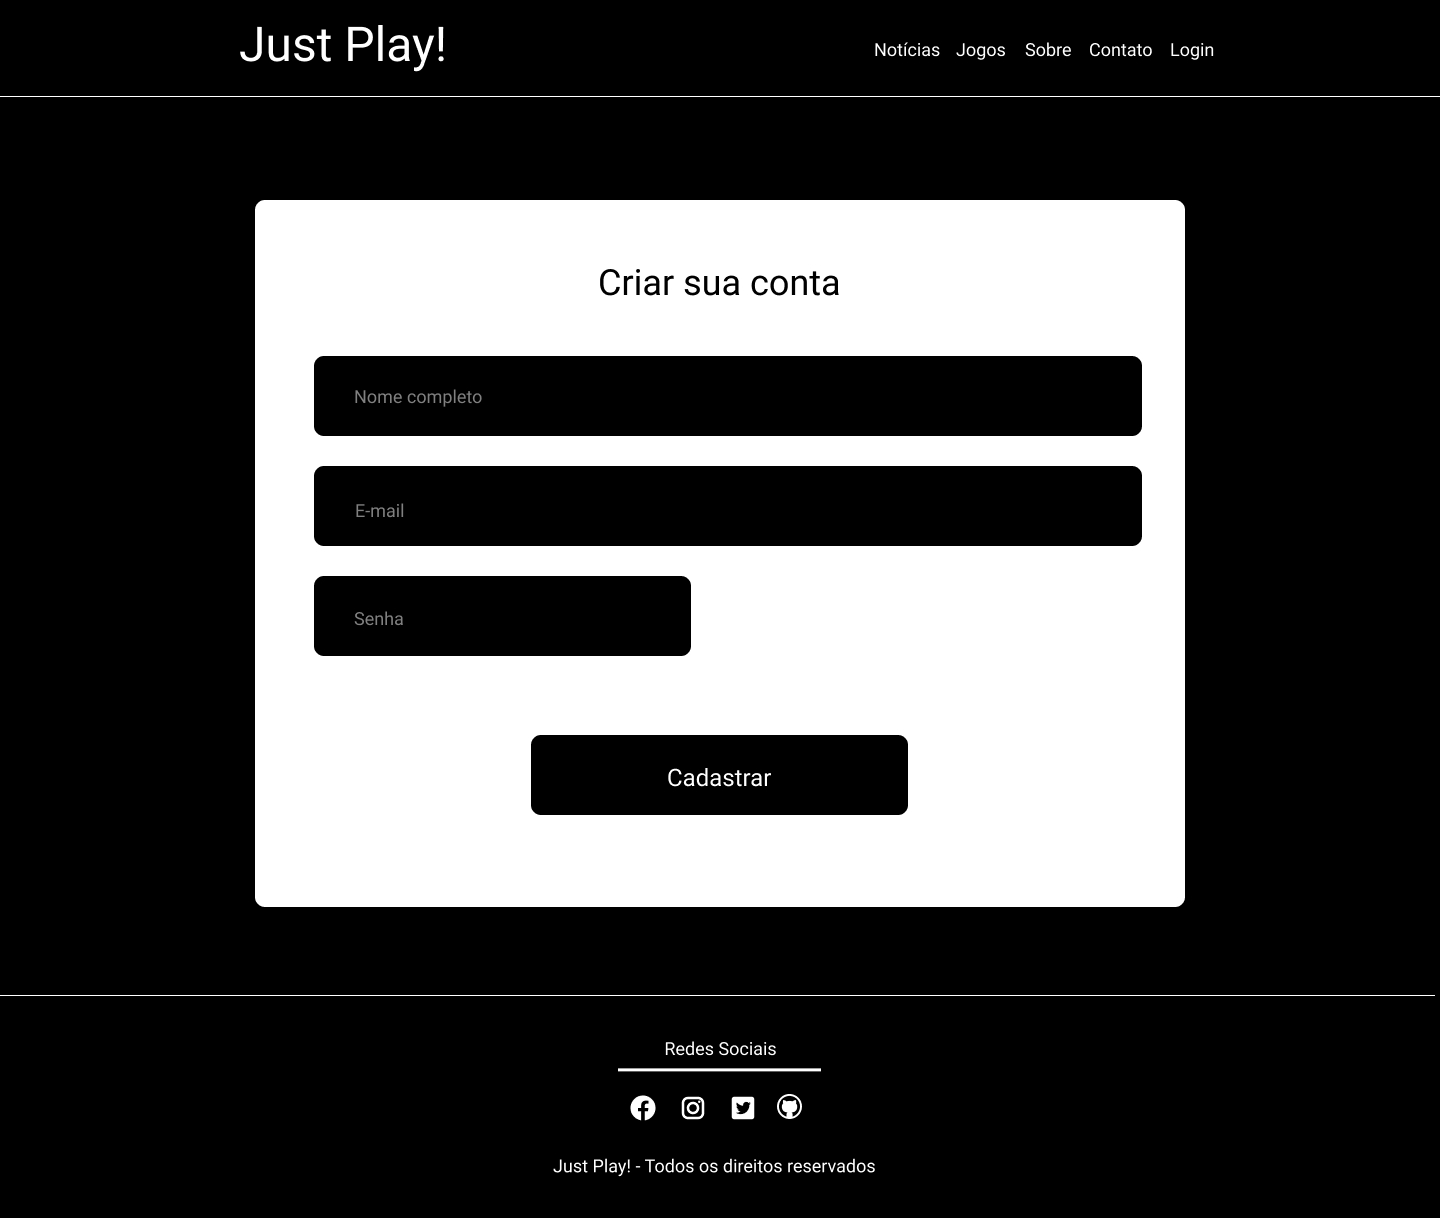 Just Play!
Notícias Jogos Sobre Contato Login
Criar sua conta
Nome completo
E-mail
Senha
Cadastrar
Redes Sociais
Just Play! - Todos os direitos reservados